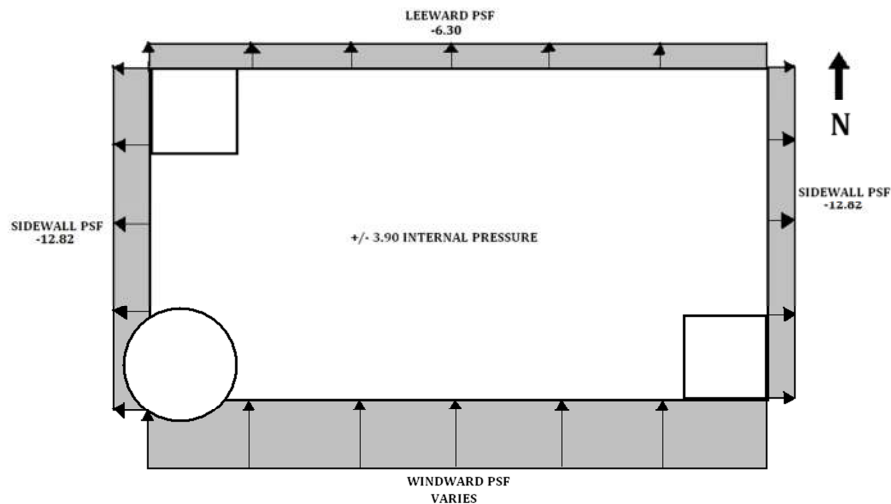 LEEWARD PSF
-6.30
N
SIDEWALL PSF
-12.82
SIDEWALL PSF
-12.82
+/- 3.90 INTERNAL PRESSURE
WINDWARD PSF
VARIES